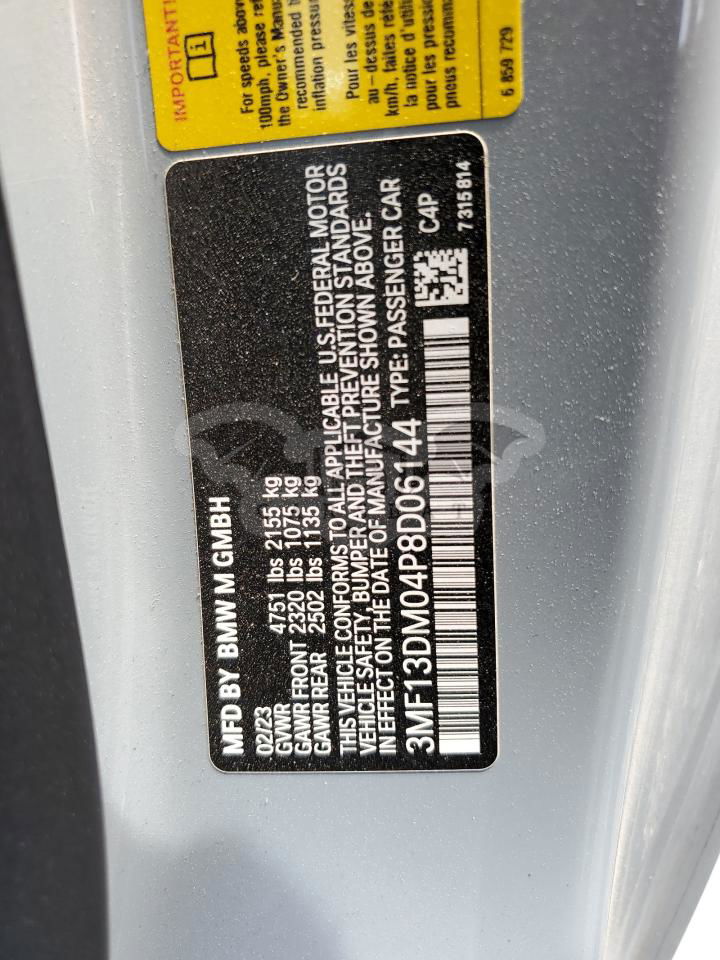 IMPORTANT!
For speeds above
100mph, please ref
the Owner's Manu
recommended
inflation pressur
Pour les vitess
au-dessus de
km/h, faites réfé
la notice d'utili
pour les pression
pneus recomman
6 859 729
MFD BY BMW M GMBH
02/23
GVWR 4751 lbs 2155 kg
GAWR FRONT 2320 lbs 1075 kg
GAWR REAR 2502 lbs 1135 kg
THIS VEHICLE CONFORMS TO ALL APPLICABLE U.S.FEDERAL MOTOR
VEHICLE SAFETY, BUMPER AND THEFT PREVENTION STANDARDS
IN EFFECT ON THE DATE OF MANUFACTURE SHOWN ABOVE.
3MF13DM04P8D06144 TYPE: PASSENGER CAR
C4P
7 315 814